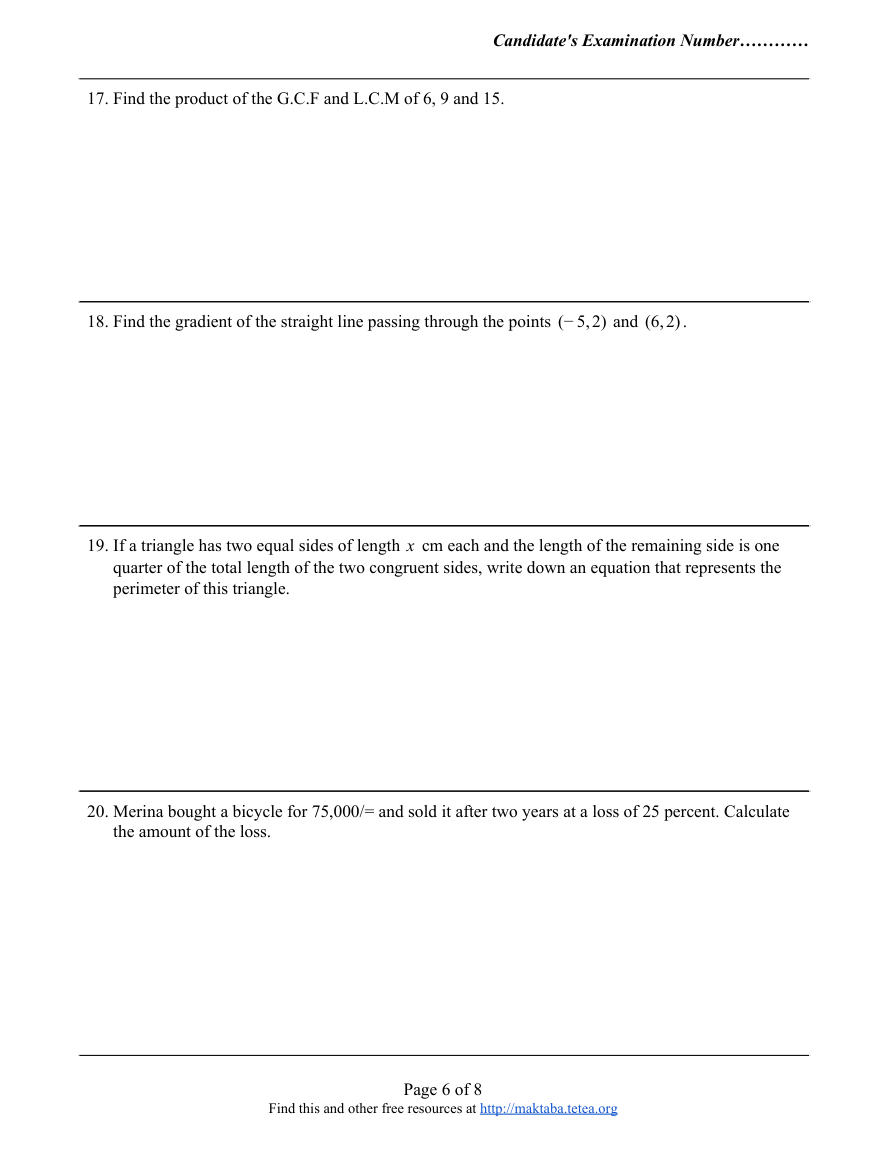 Candidate's Examination Number…………
17. Find the product of the G.C.F and L.C.M of 6, 9 and 15.
18. Find the gradient of the straight line passing through the points (− 5, 2) and (6, 2).
19. If a triangle has two equal sides of length x cm each and the length of the remaining side is one
quarter of the total length of the two congruent sides, write down an equation that represents the
perimeter of this triangle.
20. Merina bought a bicycle for 75,000/= and sold it after two years at a loss of 25 percent. Calculate
the amount of the loss.
Page 6 of 8
Find this and other free resources at http://maktaba.tetea.org